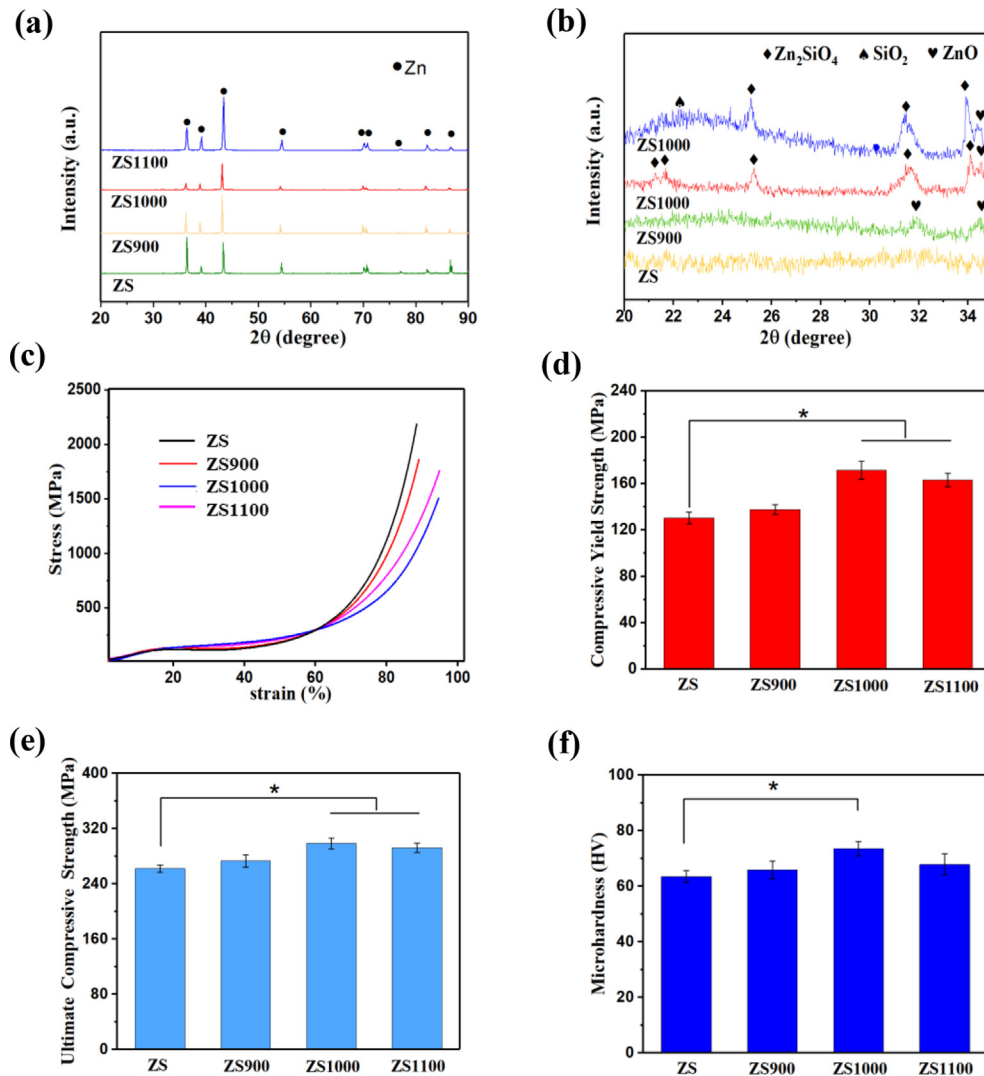 (a)
Intensity (a.u.)
Zn
ZS1100
ZS1000
ZS900
ZS
20 30 40 50 60 70 80 90
2θ (degree)
(b)
Intensity (a.u.)
Zn₂SiO₄ SiO₂ ZnO
ZS1000
ZS1000
ZS900
ZS
20 22 24 26 28 30 32 34
2θ (degree)
(c)
Stress (MPa)
2500
2000
1500
1000
500
ZS
ZS900
ZS1000
ZS1100
20 40 60 80 100
strain (%)
(d)
Compressive Yield Strength (MPa)
240
200
160
120
80
40
0
*
ZS ZS900 ZS1000 ZS1100
(e)
Ultimate Compressive Strength (MPa)
400
320
240
160
80
0
*
ZS ZS900 ZS1000 ZS1100
(f)
Microhardness (HV)
100
80
60
40
20
0
*
ZS ZS900 ZS1000 ZS1100